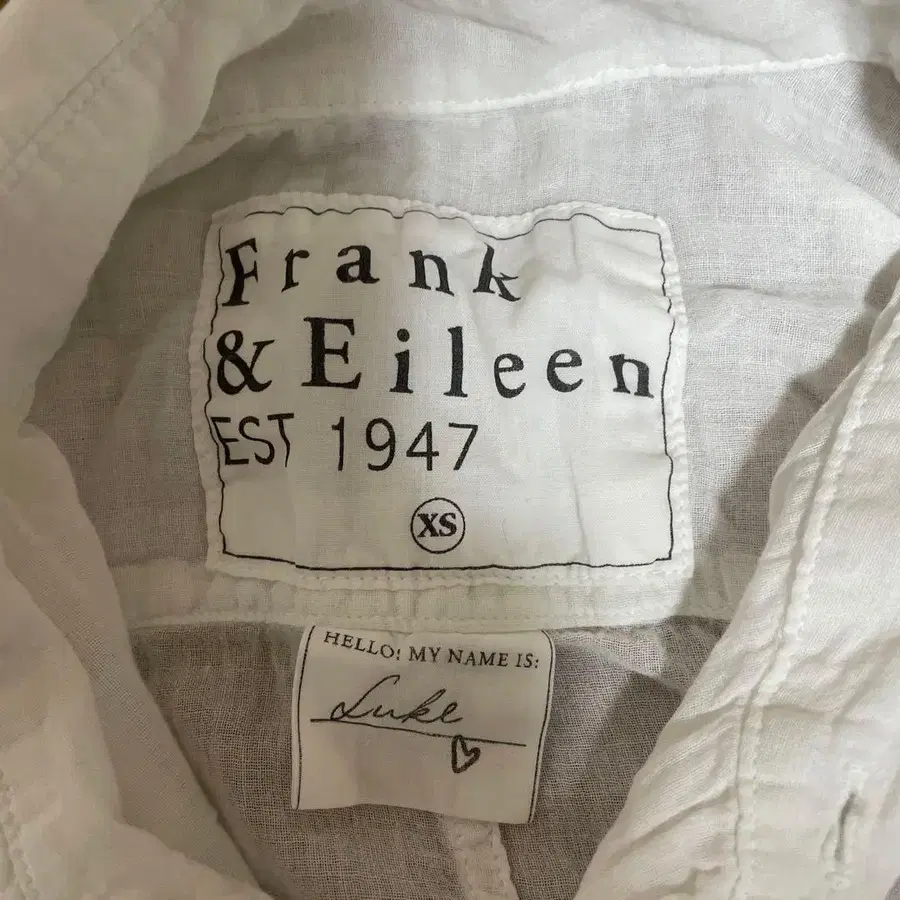 Frank
& Eileen
EST 1947
XS
HELLO! MY NAME IS:
Luke